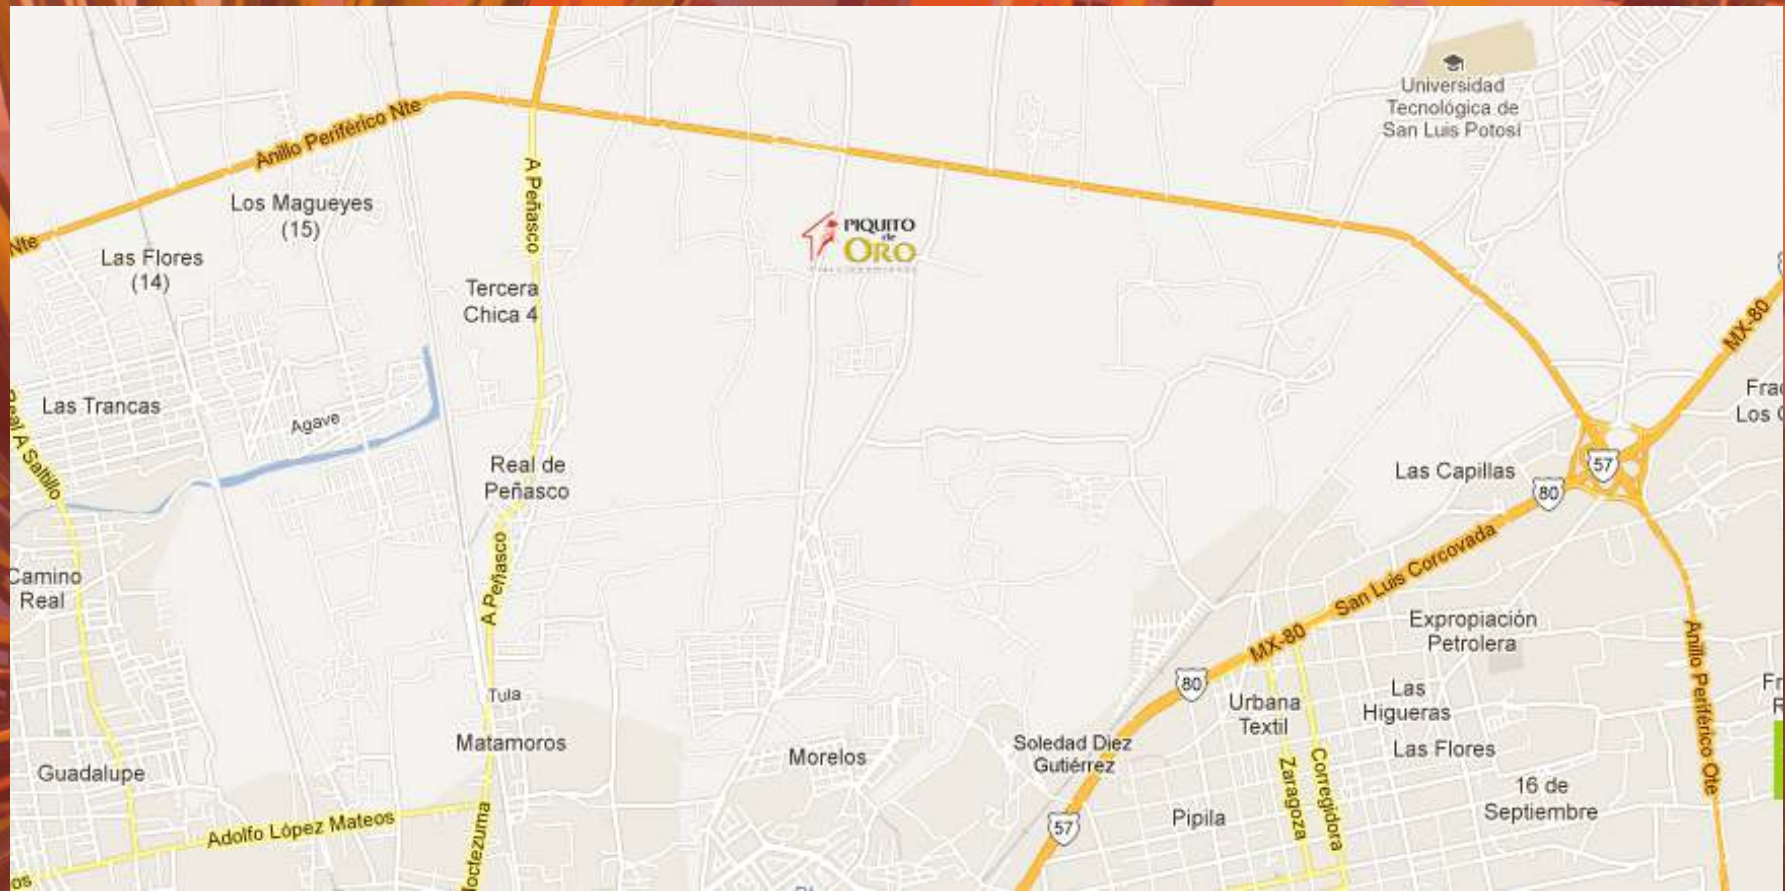 Universidad
Tecnológica de
San Luis Potosí
Anillo Periférico Nte
A Peñasco
Los Magueyes
(15)
PIQUITO
de
ORO
Nte
Las Flores
(14)
Tercera
Chica 4
MX-80
Las Trancas
Agave
Real A Saltillo
Real de
Peñasco
Las Capillas
57
80
A Peñasco
San Luis Corcovada
Camino
Real
Expropiación
Petrolera
MX-80
Anillo Periférico Ote
80
Tula
Urbana
Textil
Las
Higueras
Matamoros
Morelos
Soledad Diez
Gutiérrez
Las Flores
Guadalupe
Zaragoza
Corregidora
16 de
Septiembre
Adolfo López Mateos
57
Pipila